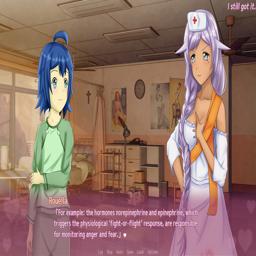 I still got it.
Rouella
「For example: the hormones norepinephrine and epinephrine, which
triggers the physiological 'fight-or-flight' response, are responsible
for monitoring anger and fear.」♥